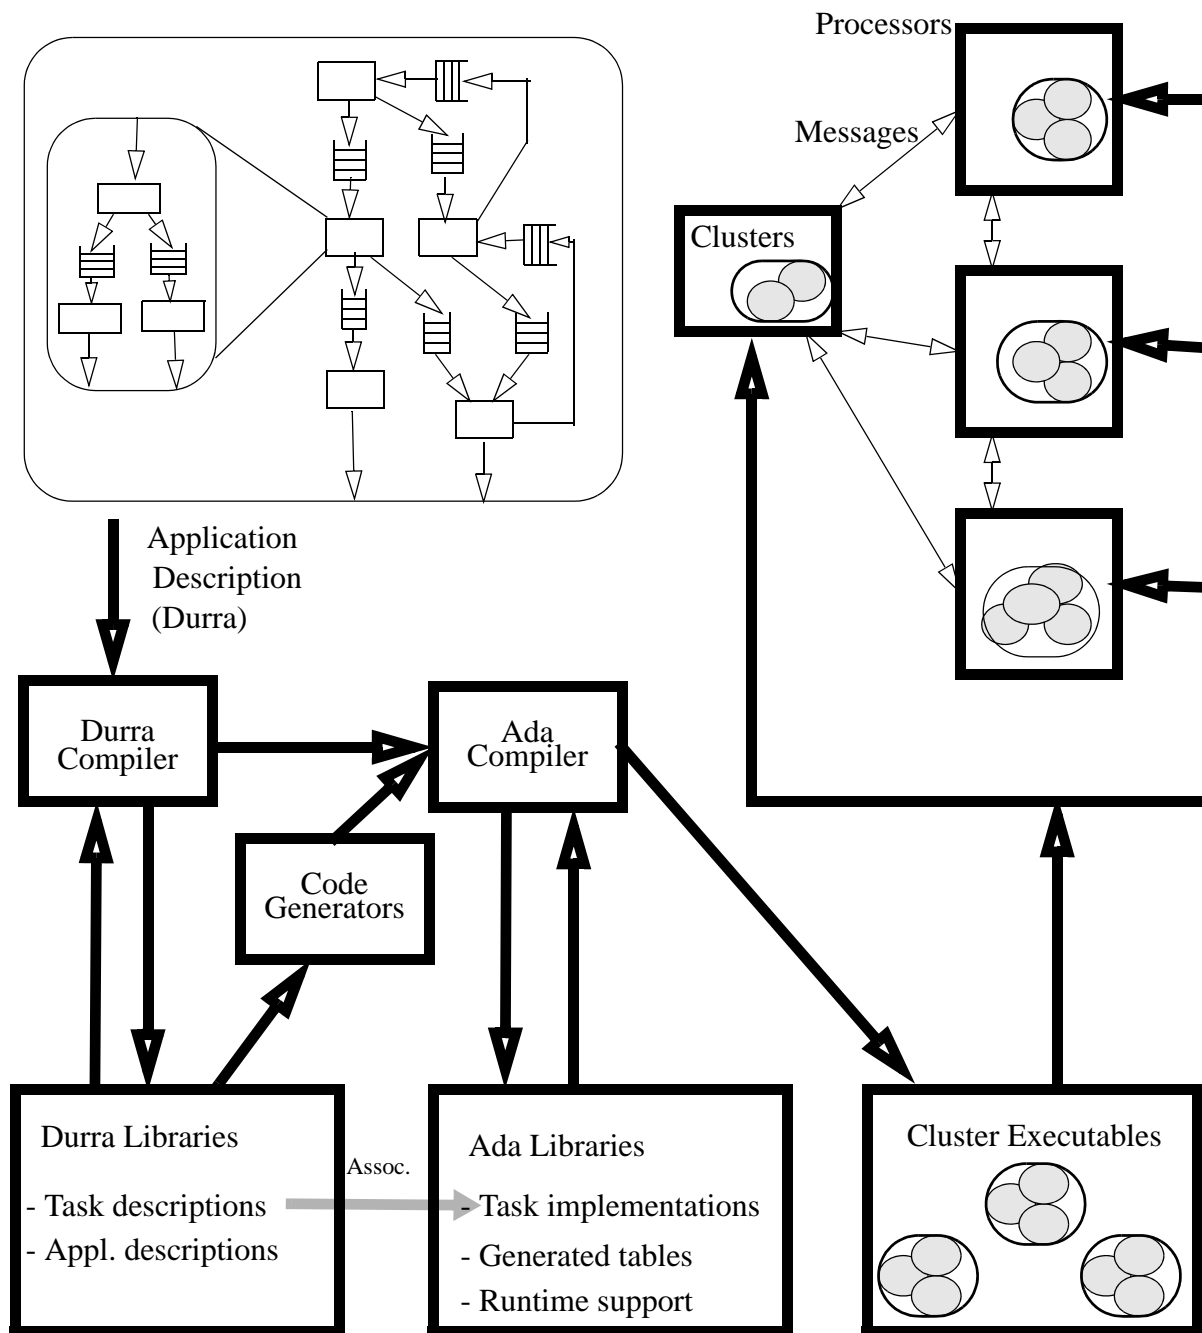 Processors
Messages
Clusters
Application
Description
(Durra)
Durra
Compiler
Ada
Compiler
Code
Generators
Durra Libraries
- Task descriptions
- Appl. descriptions
Assoc.
Ada Libraries
- Task implementations
- Generated tables
- Runtime support
Cluster Executables